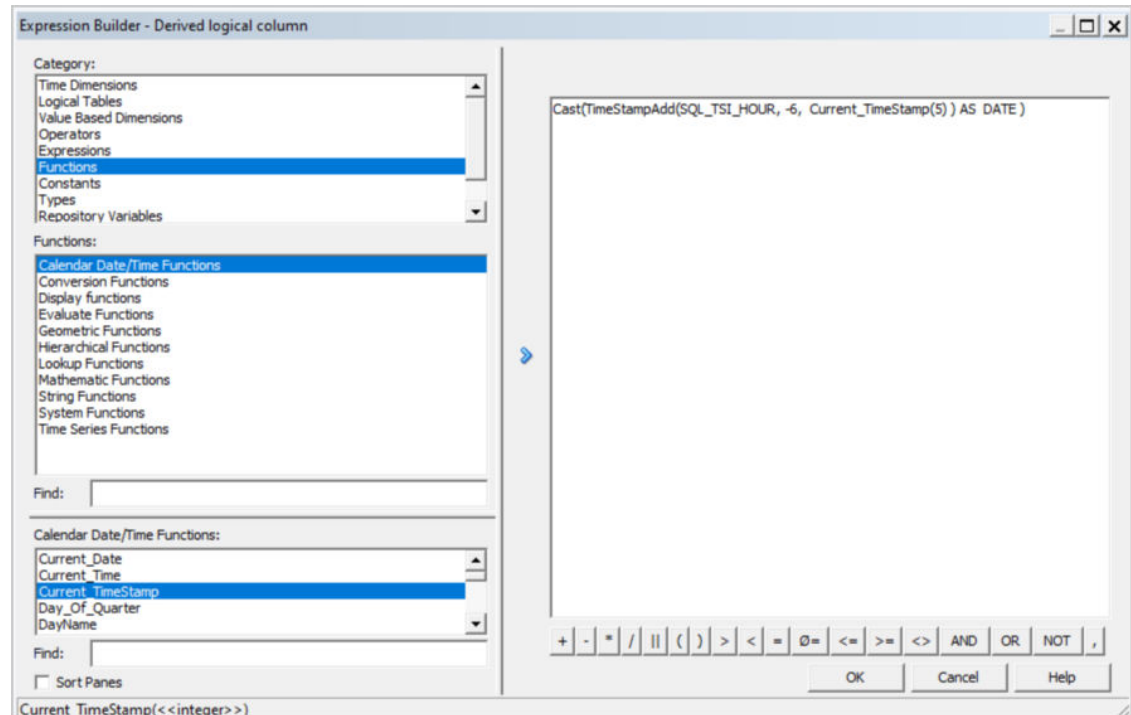 Expression Builder - Derived logical column
Category:
Time Dimensions
Logical Tables
Value Based Dimensions
Operators
Expressions
Functions
Constants
Types
Repository Variables
Functions:
Calendar Date/Time Functions
Conversion Functions
Display functions
Evaluate Functions
Geometric Functions
Hierarchical Functions
Lookup Functions
Mathematic Functions
String Functions
System Functions
Time Series Functions
Find:
Calendar Date/Time Functions:
Current_Date
Current_Time
Current_TimeStamp
Day_Of_Quarter
DayName
Find:
Sort Panes
Current_TimeStamp(<<integer>>)
Cast(TimeStampAdd(SQL_TSI_HOUR, -6,  Current_TimeStamp(5) ) AS DATE )
+ - * / || ( ) > < = Ø= <= >= <> AND OR NOT ,
OK Cancel Help